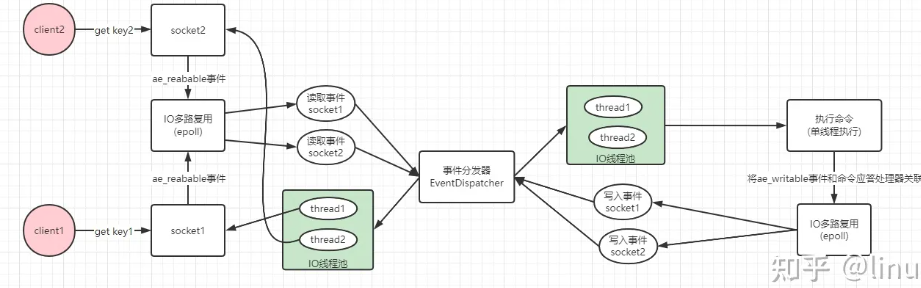 client2
get key2
socket2
ae_reabable事件
IO多路复用
(epoll)
读取事件
socket1
读取事件
socket2
ae_reabable事件
client1
get key1
socket1
thread1
thread2
IO线程池
事件分发器
EventDispatcher
thread1
thread2
IO线程池
执行命令
(单线程执行)
将ae_writable事件和命令应答处理器关联
IO多路复用
(epoll)
写入事件
socket1
写入事件
socket2
知乎 @linu